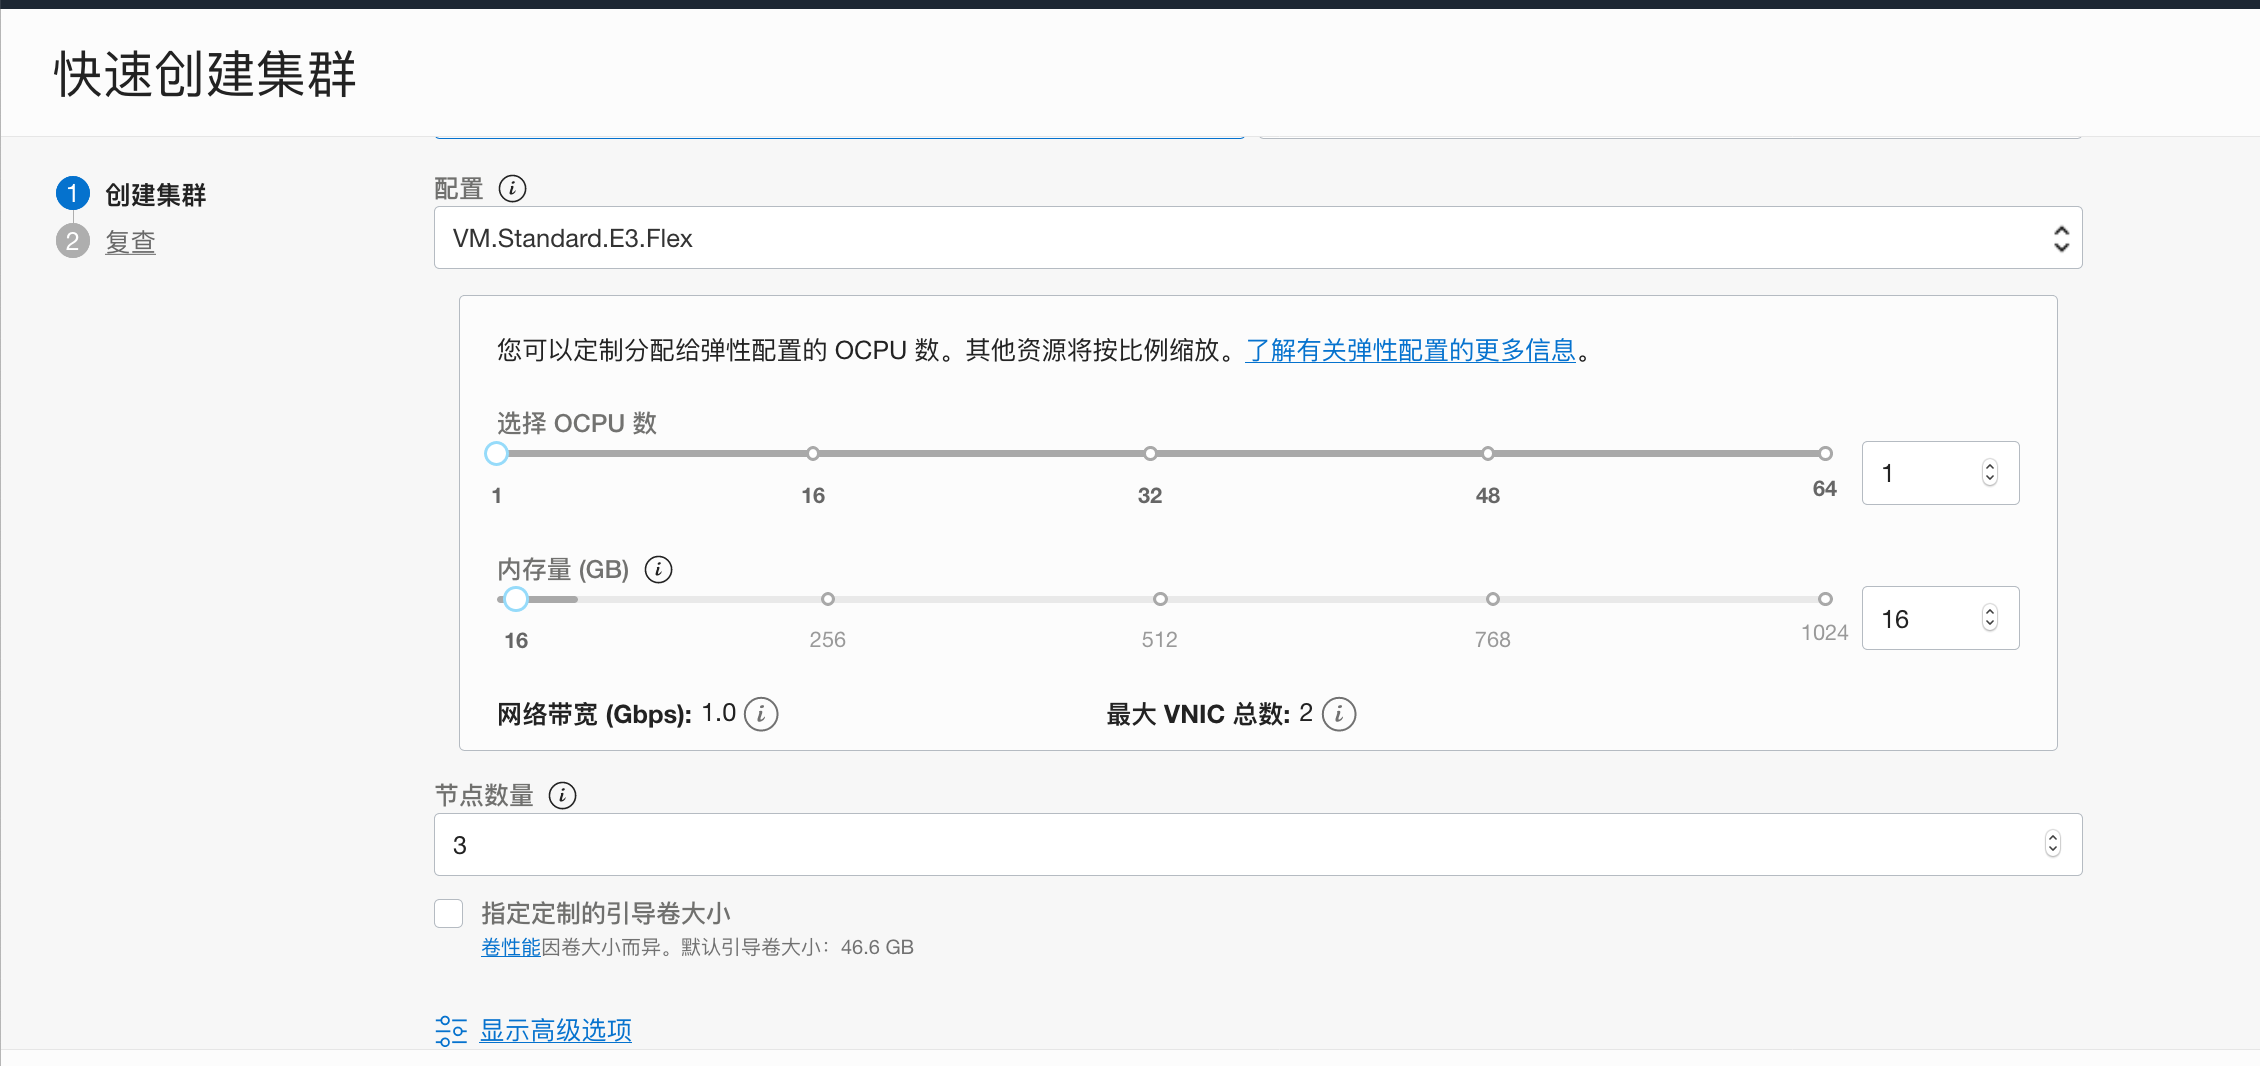 快速创建集群
1 创建集群
2 复查
配置
VM.Standard.E3.Flex
您可以定制分配给弹性配置的 OCPU 数。其他资源将按比例缩放。了解有关弹性配置的更多信息。
选择 OCPU 数
1 16 32 48 64
1
内存量 (GB)
16 256 512 768 1024
16
网络带宽 (Gbps): 1.0
最大 VNIC 总数: 2
节点数量
3
指定定制的引导卷大小
卷性能因卷大小而异。默认引导卷大小：46.6 GB
显示高级选项